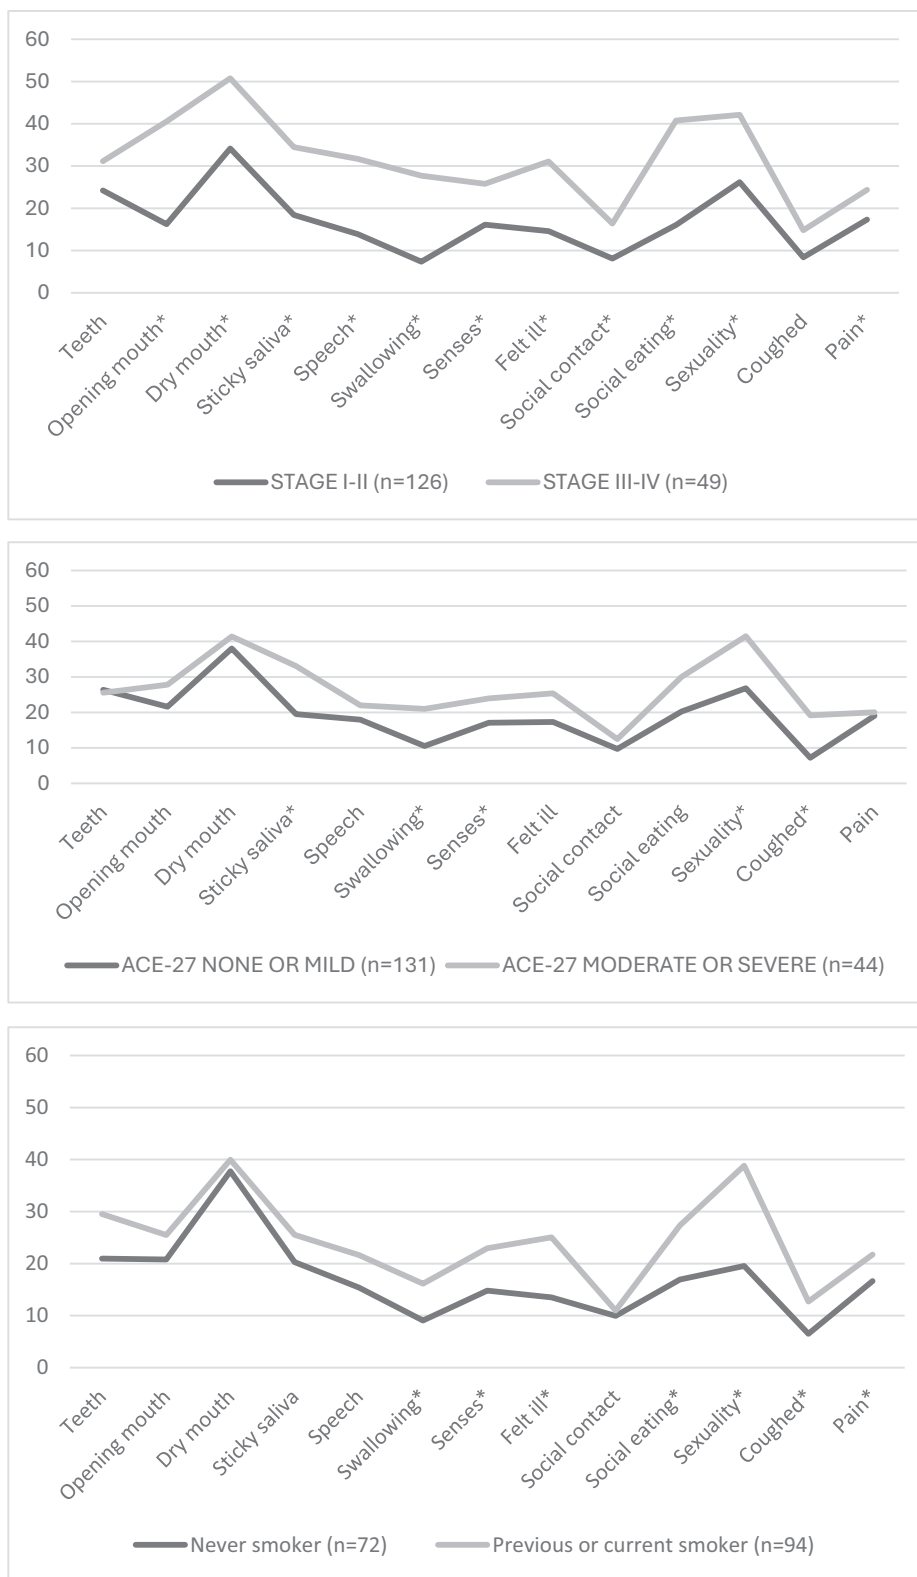 60
50
40
30
20
10
0
Teeth
Opening mouth*
Dry mouth*
Sticky saliva*
Speech*
Swallowing*
Senses*
Felt ill*
Social contact*
Social eating*
Sexuality*
Coughed
Pain*
STAGE I-II (n=126) STAGE III-IV (n=49)
60
50
40
30
20
10
0
Teeth
Opening mouth
Dry mouth
Sticky saliva*
Speech
Swallowing*
Senses*
Felt ill
Social contact
Social eating
Sexuality*
Coughed*
Pain
ACE-27 NONE OR MILD (n=131) ACE-27 MODERATE OR SEVERE (n=44)
60
50
40
30
20
10
0
Teeth
Opening mouth
Dry mouth
Sticky saliva
Speech
Swallowing*
Senses*
Felt ill*
Social contact
Social eating*
Sexuality*
Coughed*
Pain*
Never smoker (n=72) Previous or current smoker (n=94)